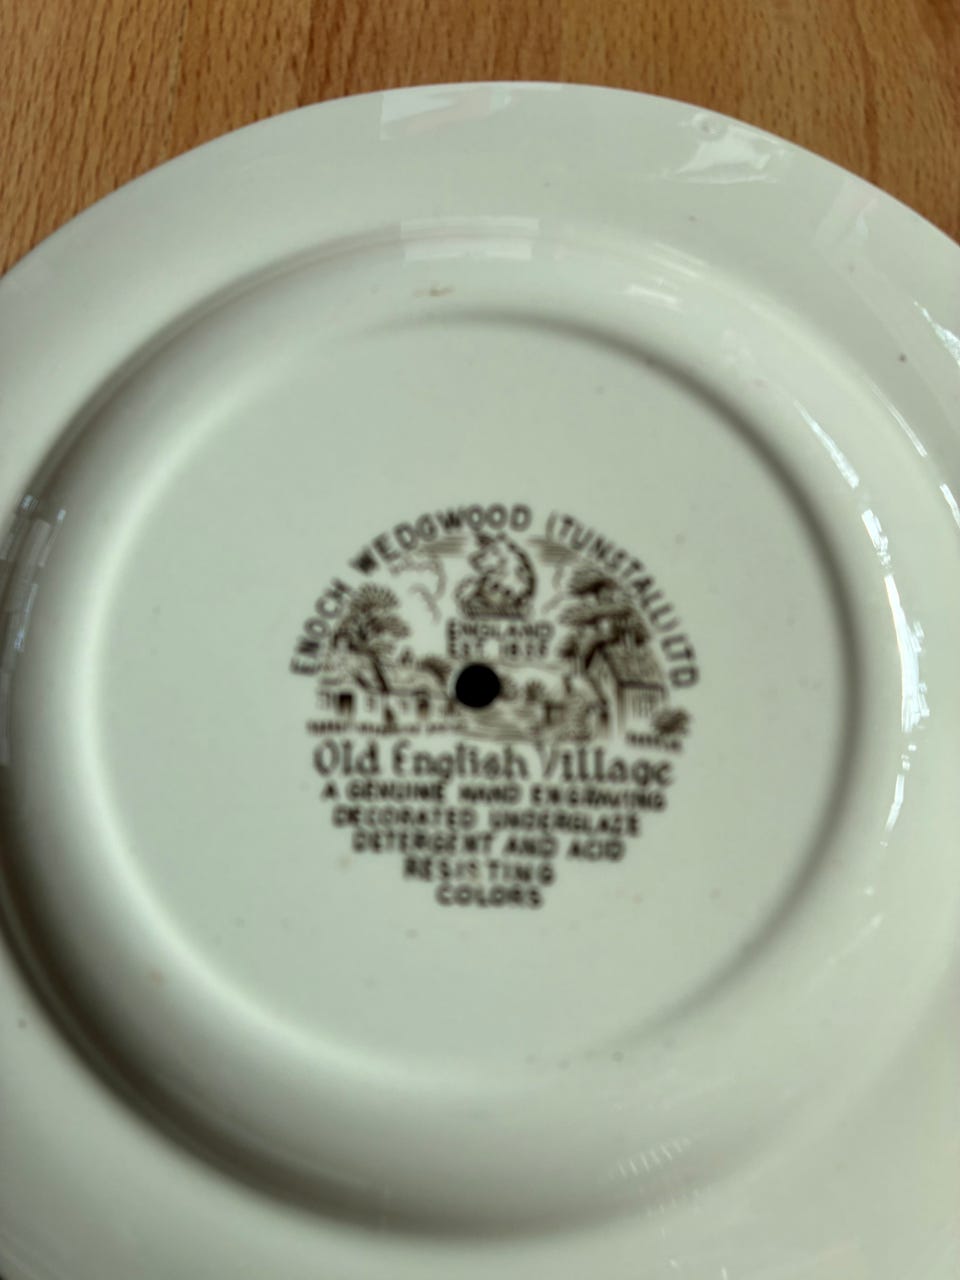 ENOCH WEDGWOOD (TUNSTALL) LTD
ENGLAND
EST. 1835
Old English Village
A GENUINE HAND ENGRAVING
DECORATED UNDERGLAZE
DETERGENT AND ACID
RESISTING
COLORS